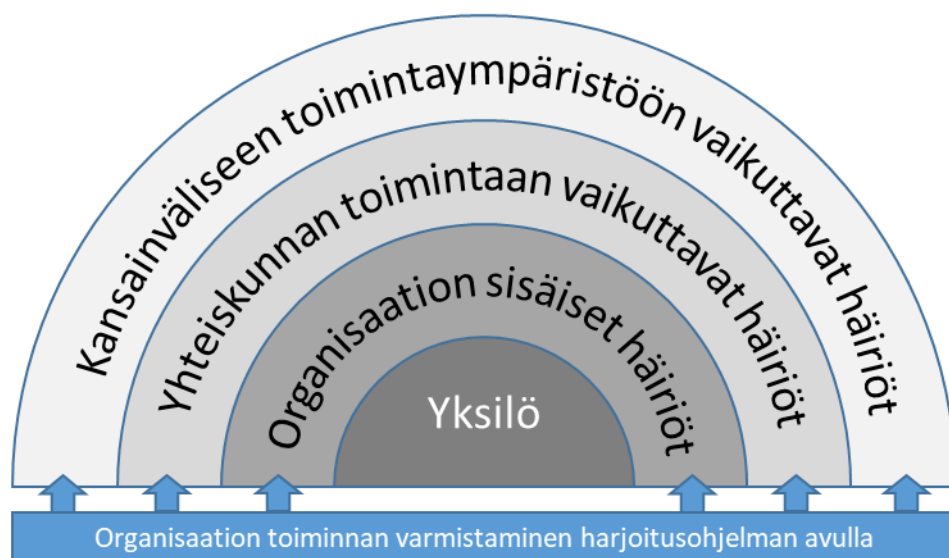 Kansainväliseen toimintaympäristöön vaikuttavat häiriöt
Yhteiskunnan toimintaan vaikuttavat häiriöt
Organisaation sisäiset häiriöt
Yksilö
Organisaation toiminnan varmistaminen harjoitusohjelman avulla